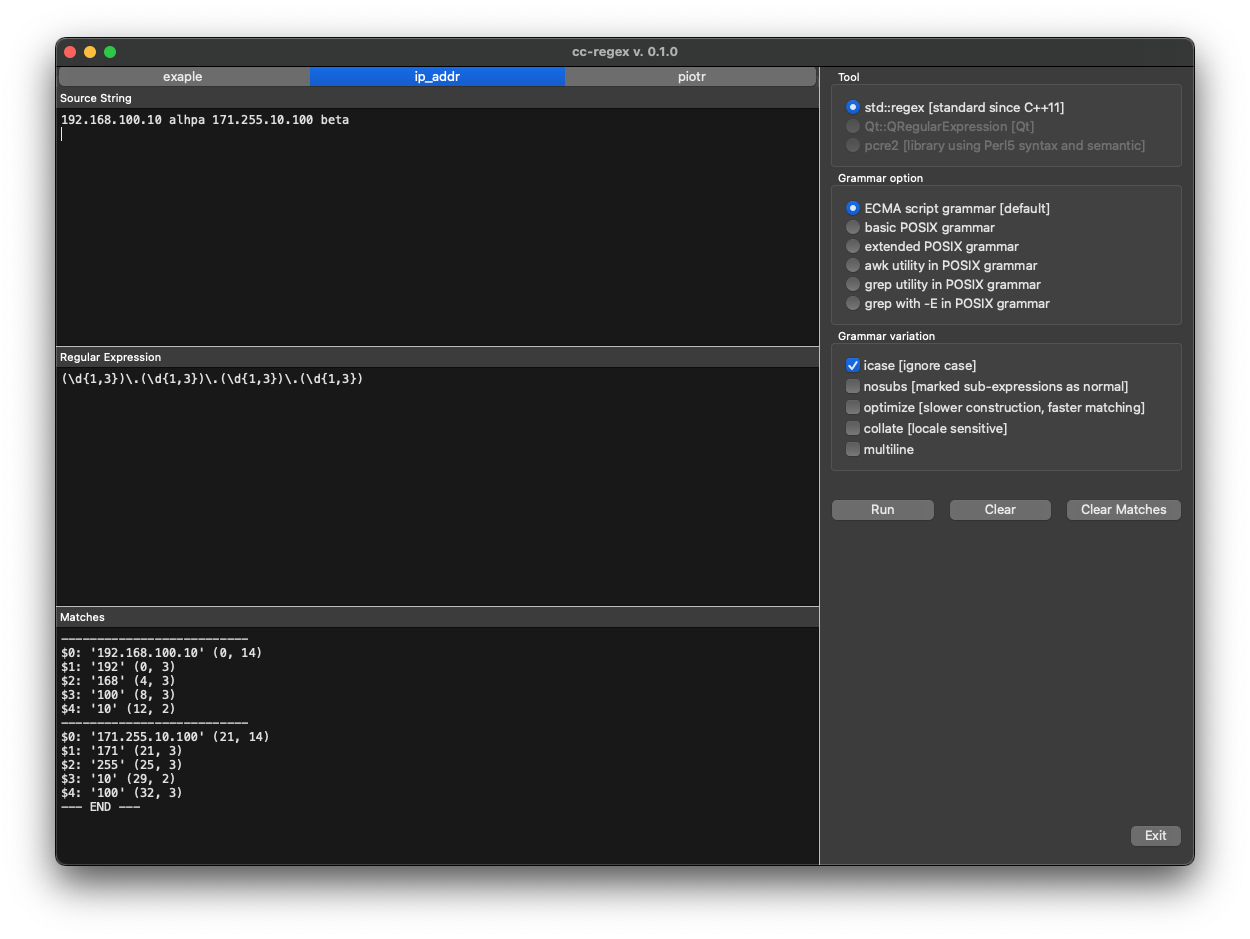 cc-regex v. 0.1.0
exaple
ip_addr
piotr
Source String
192.168.100.10 alhpa 171.255.10.100 beta
Regular Expression
(\d{1,3})\.(\d{1,3})\.(\d{1,3})\.(\d{1,3})
Matches
--------------------------
$0: '192.168.100.10' (0, 14)
$1: '192' (0, 3)
$2: '168' (4, 3)
$3: '100' (8, 3)
$4: '10' (12, 2)
--------------------------
$0: '171.255.10.100' (21, 14)
$1: '171' (21, 3)
$2: '255' (25, 3)
$3: '10' (29, 2)
$4: '100' (32, 3)
--- END ---
Tool
std::regex [standard since C++11]
Qt::QRegularExpression [Qt]
pcre2 [library using Perl5 syntax and semantic]
Grammar option
ECMA script grammar [default]
basic POSIX grammar
extended POSIX grammar
awk utility in POSIX grammar
grep utility in POSIX grammar
grep with -E in POSIX grammar
Grammar variation
icase [ignore case]
nosubs [marked sub-expressions as normal]
optimize [slower construction, faster matching]
collate [locale sensitive]
multiline
Run
Clear
Clear Matches
Exit